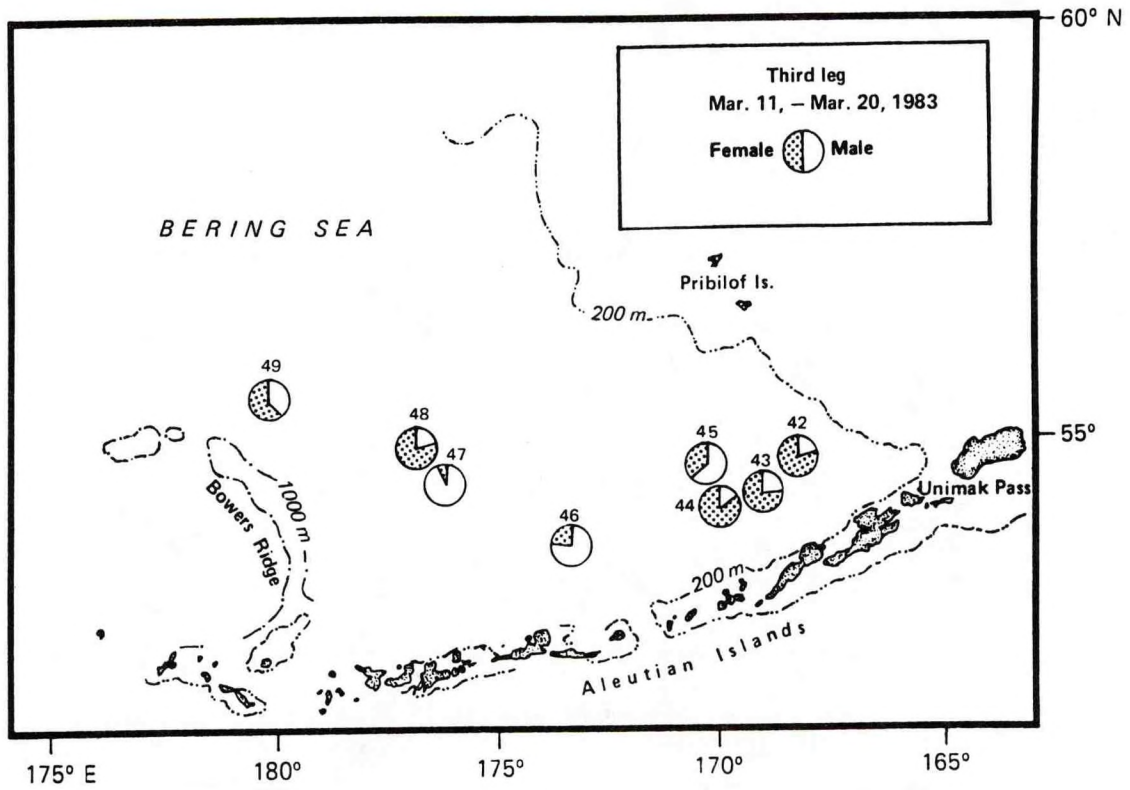 60° N
Third leg
Mar. 11, – Mar. 20, 1983
Female Male
BERING SEA
Pribilof Is.
200 m
49
48
47
46
45
44
43
42
55°
Unimak Pass
Bowers Ridge
1000 m
200 m
Aleutian Islands
175° E
180°
175°
170°
165°